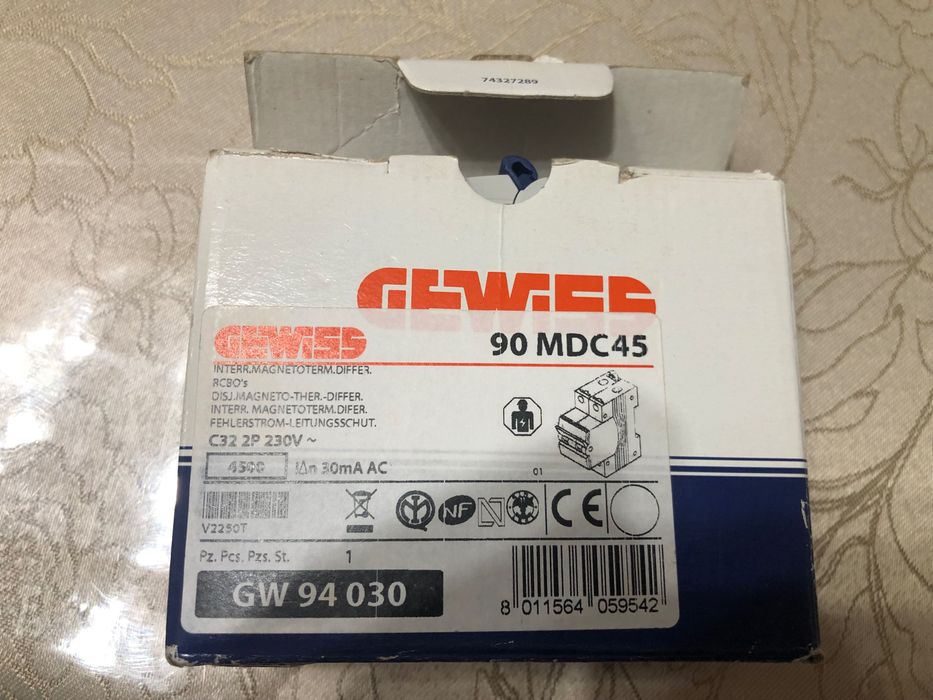 74327289
GEWISS
GEWISS
90 MDC45
INTERR.MAGNETOTERM.DIFFER.
RCBO's
DISJ.MAGNETO-THER.-DIFFER.
INTERR. MAGNETOTERM.DIFER.
FEHLERSTROM-LEITUNGSSCHUT.
C32 2P 230V ~
4500 IΔn 30mA AC
01
V2250T
NF
CE
Pz. Pcs. Pzs. St. 1
GW 94 030
8 011564 059542